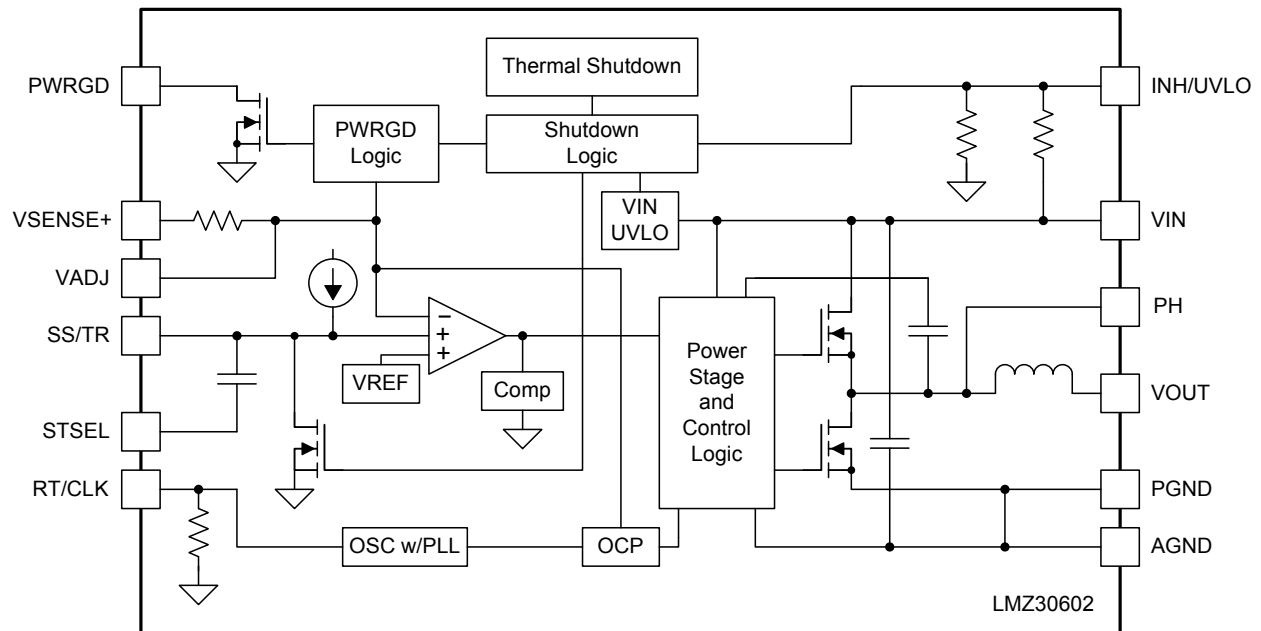 Thermal Shutdown
PWRGD
INH/UVLO
PWRGD
Logic
Shutdown
Logic
VSENSE+
VIN
UVLO
VIN
VADJ
PH
SS/TR
−
+
+
VREF
Comp
Power
Stage
and
Control
Logic
VOUT
STSEL
RT/CLK
PGND
OSC w/PLL
OCP
AGND
LMZ30602